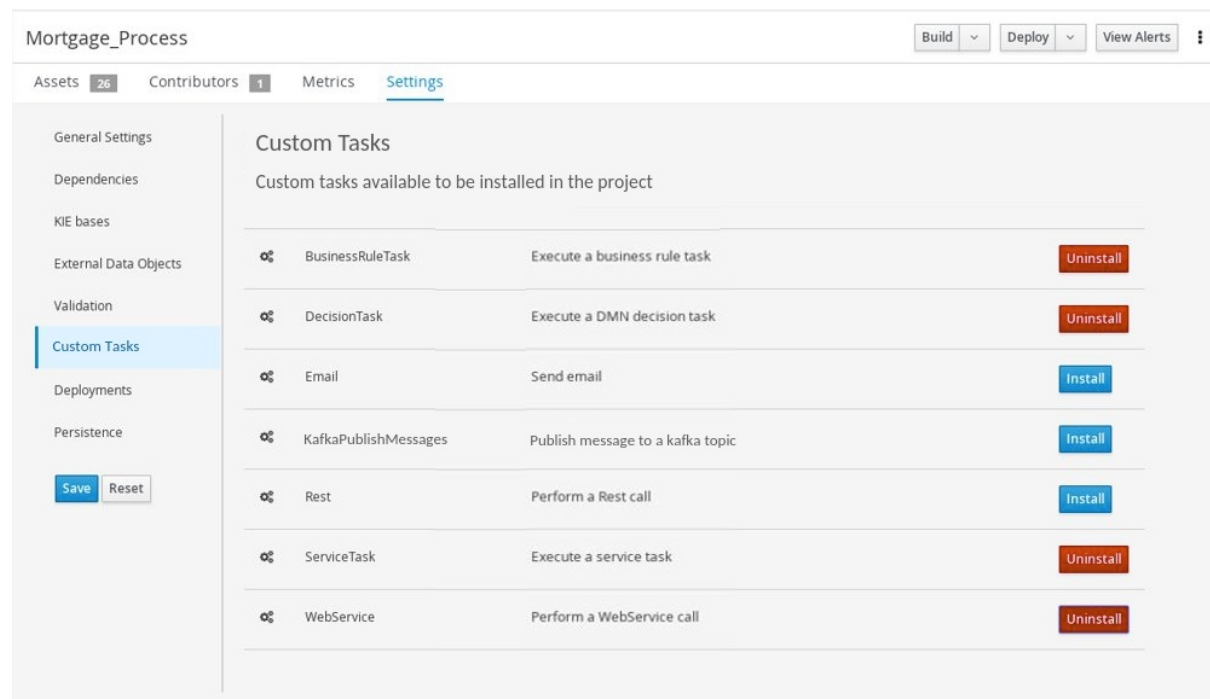 Mortgage_Process Build Deploy View Alerts
Assets 26 Contributors 1 Metrics Settings
General Settings
Dependencies
KIE bases
External Data Objects
Validation
Custom Tasks
Deployments
Persistence
Save Reset
Custom Tasks
Custom tasks available to be installed in the project
BusinessRuleTask Execute a business rule task Uninstall
DecisionTask Execute a DMN decision task Uninstall
Email Send email Install
KafkaPublishMessages Publish message to a kafka topic Install
Rest Perform a Rest call Install
ServiceTask Execute a service task Uninstall
WebService Perform a WebService call Uninstall